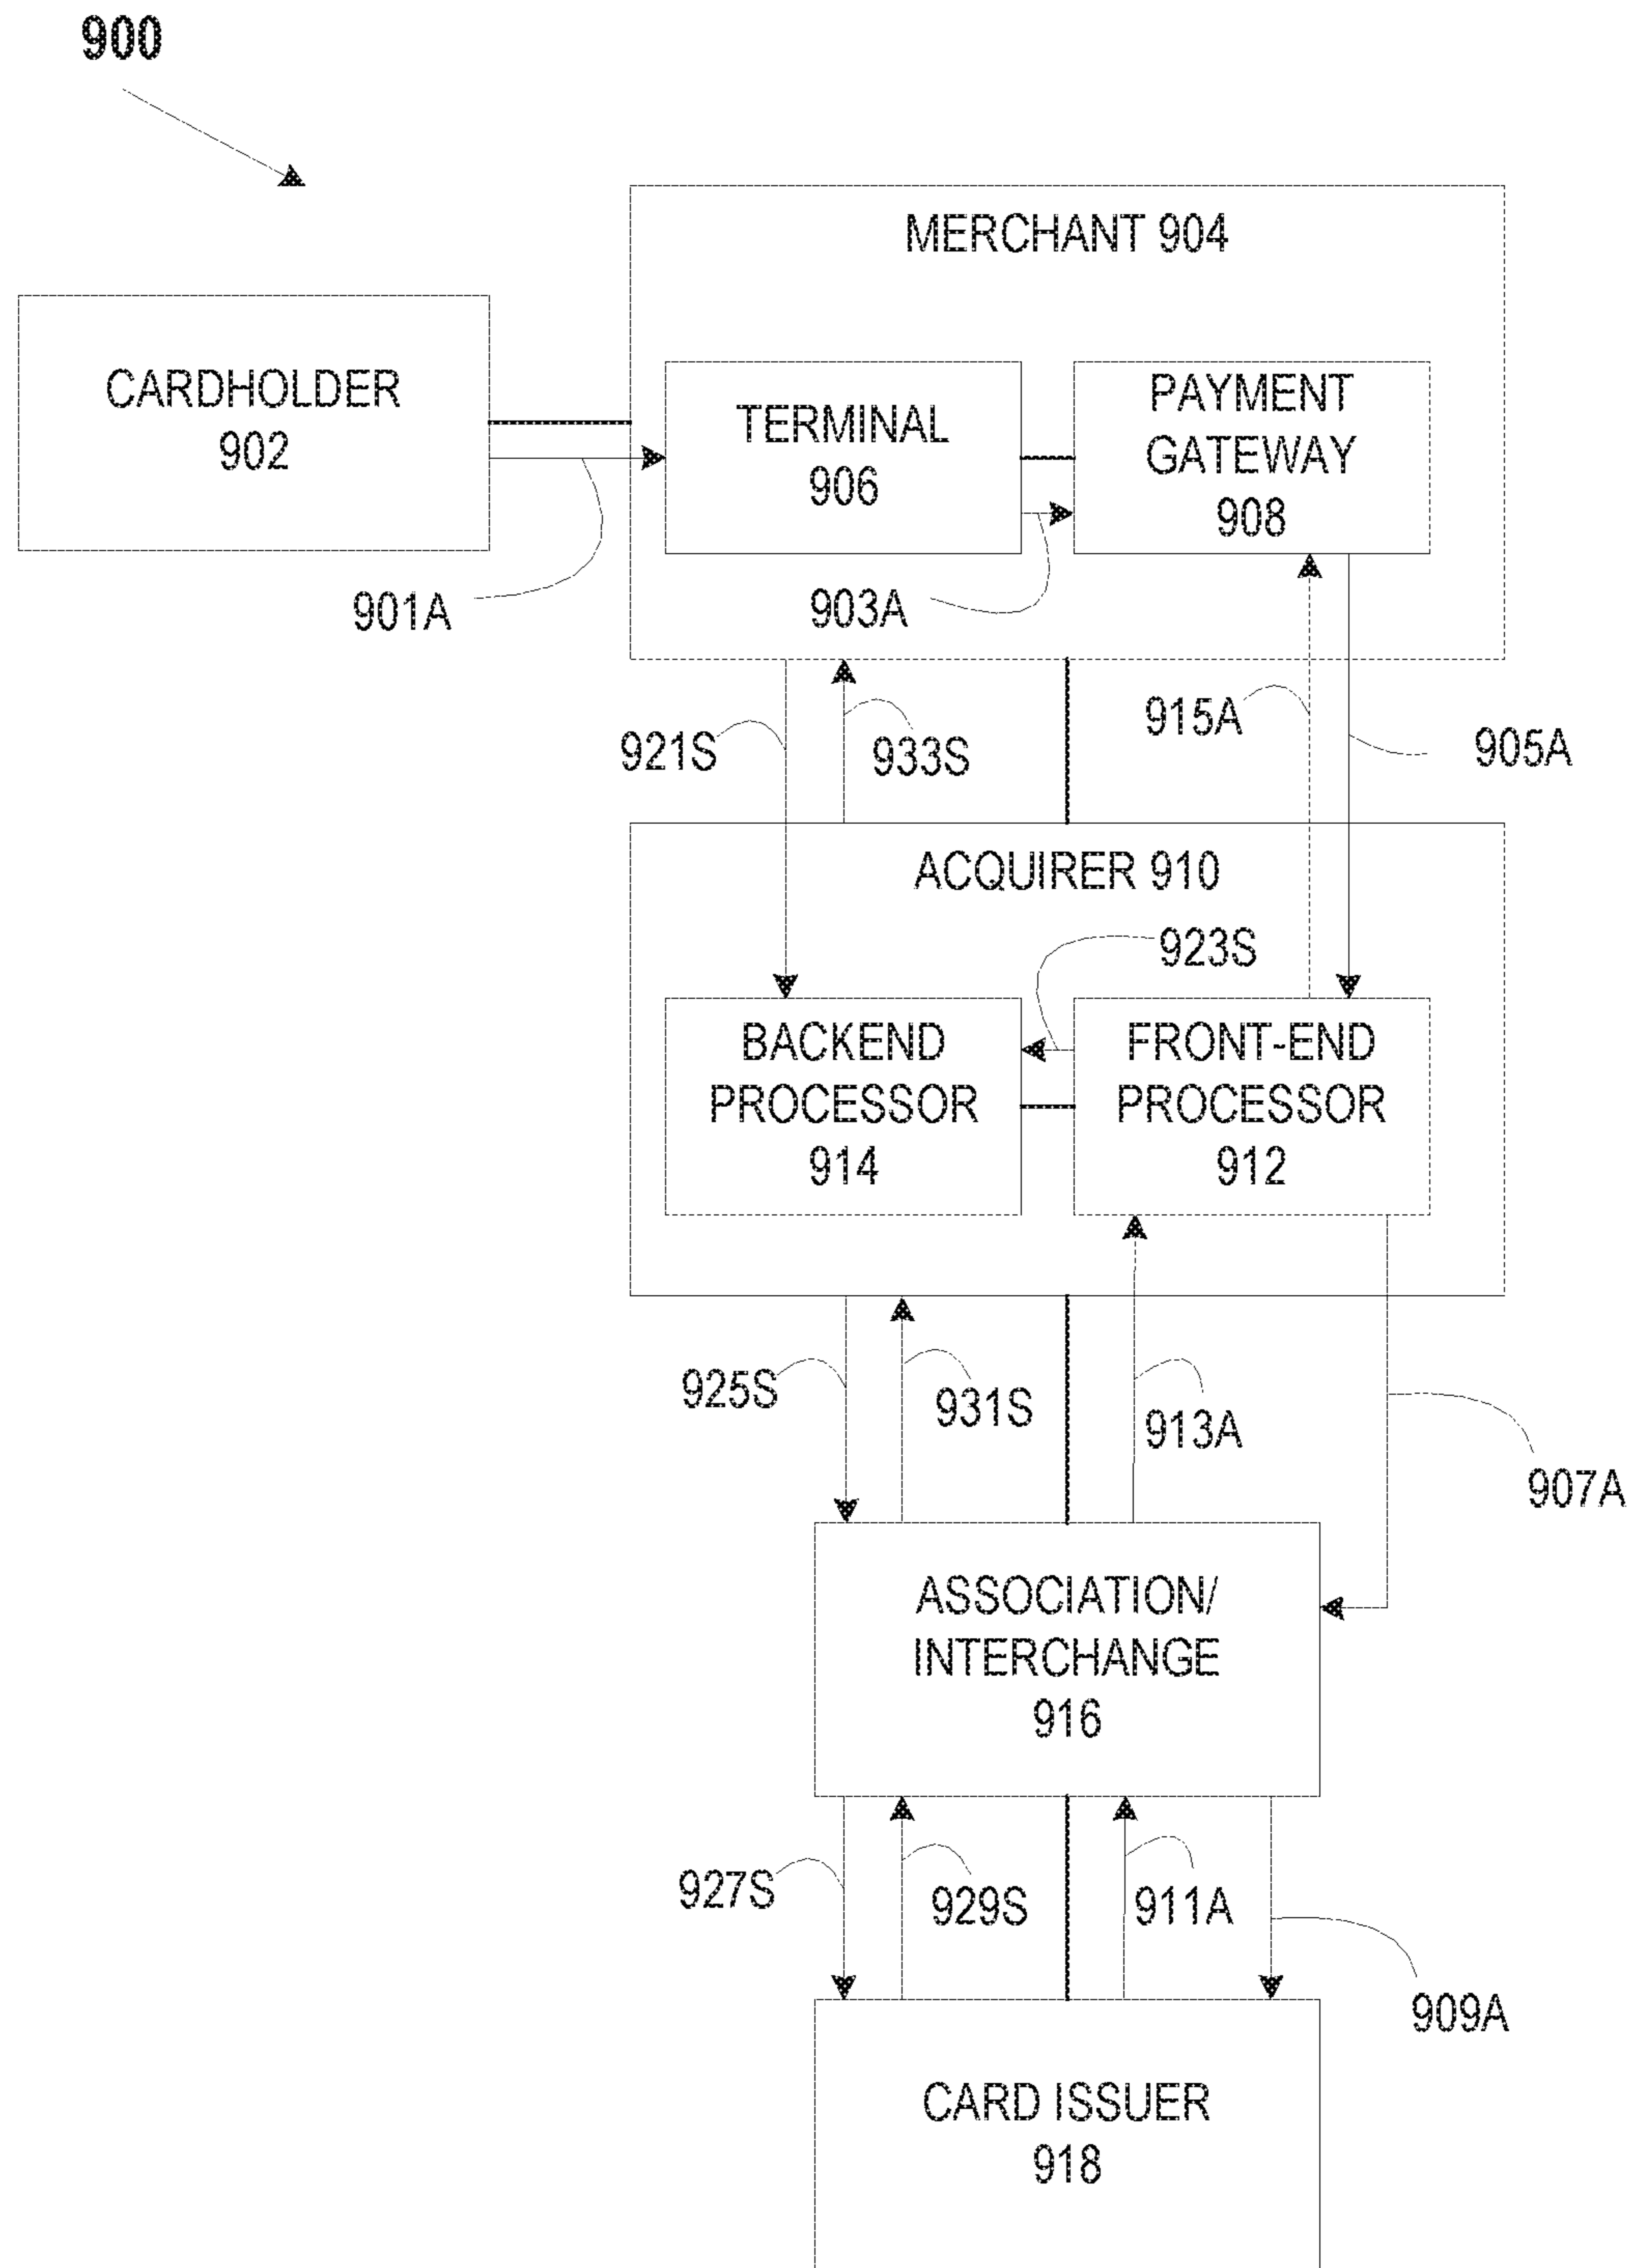 900
MERCHANT 904
CARDHOLDER
902
TERMINAL
906
PAYMENT
GATEWAY
908
901A
903A
921S
933S
915A
905A
ACQUIRER 910
923S
BACKEND
PROCESSOR
914
FRONT-END
PROCESSOR
912
925S
931S
913A
907A
ASSOCIATION/
INTERCHANGE
916
927S
929S
911A
909A
CARD ISSUER
918